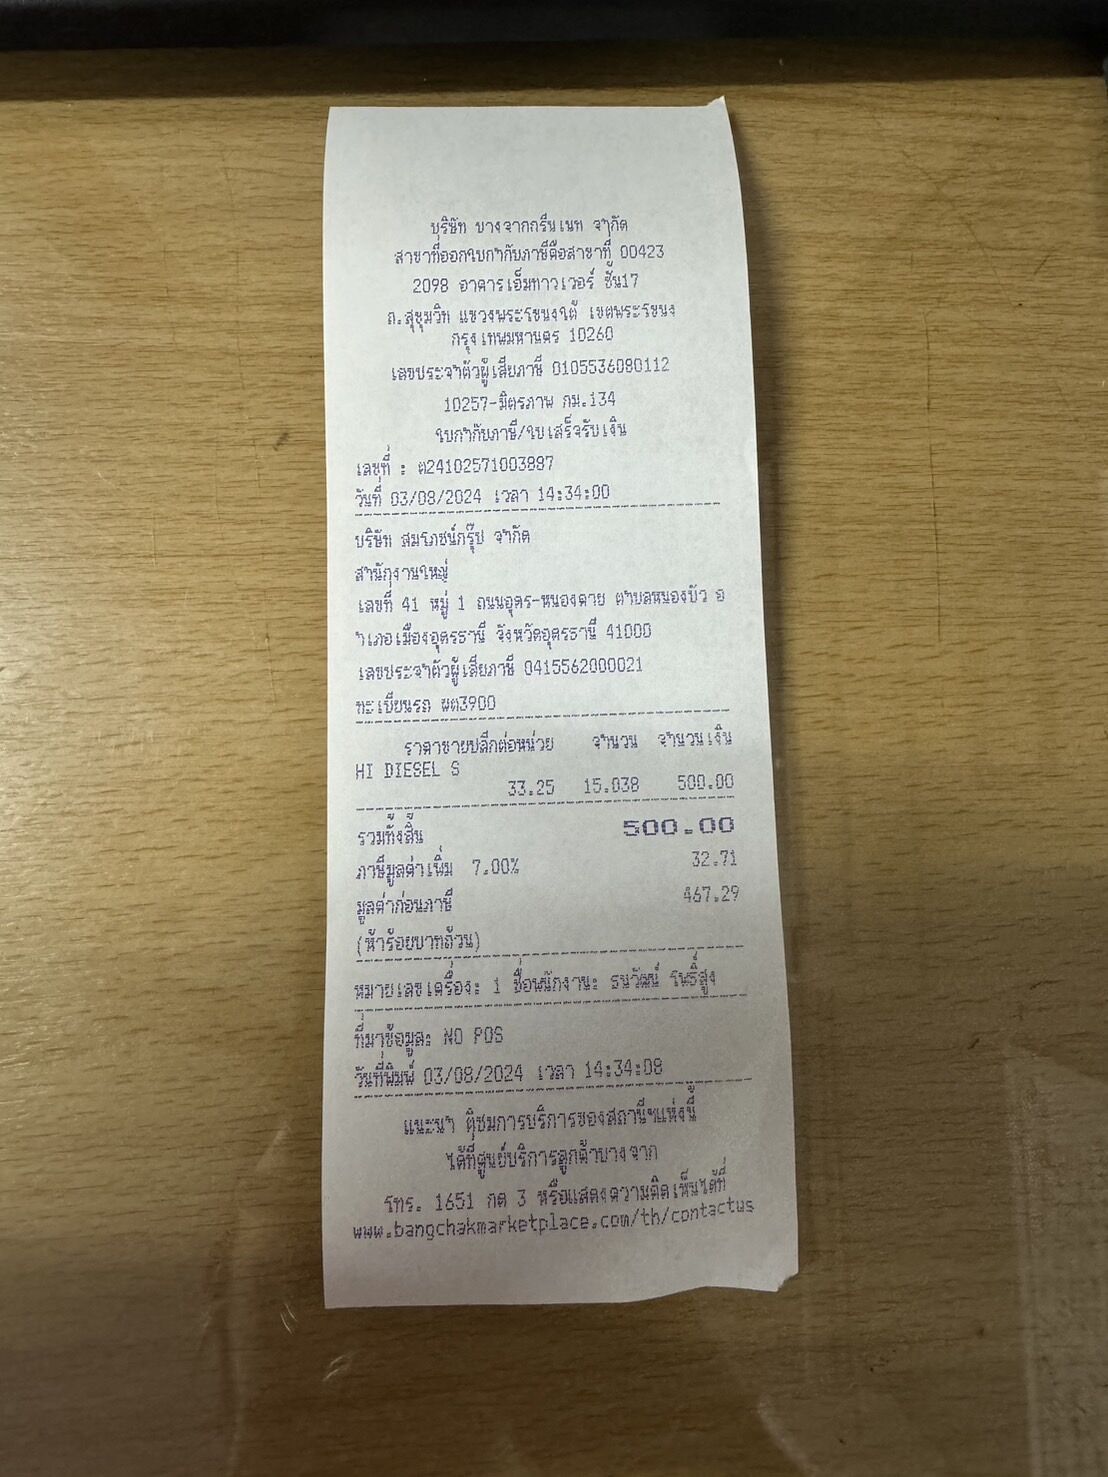 บริษัท บางจากกรีนเนท จำกัด
สาขาที่ออกใบกำกับภาษีคือสาขาที่ 00423
2098 อาคารเอ็มทาวเวอร์ ชั้น17
ถ.สุขุมวิท แขวงพระโขนงใต้ เขตพระโขนง
กรุงเทพมหานคร 10260
เลขประจำตัวผู้เสียภาษี 0105536080112
10257-มิตรภาพ กม.134
ใบกำกับภาษี/ใบเสร็จรับเงิน
เลขที่ : ต24102571003887
วันที่ 03/08/2024 เวลา 14:34:00
บริษัท สมโภชน์กรุ๊ป จำกัด
สำนักงานใหญ่
เลขที่ 41 หมู่ 1 ถนนอุดร-หนองคาย ตำบลหนองบัว อ
ำเภอเมืองอุดรธานี จังหวัดอุดรธานี 41000
เลขประจำตัวผู้เสียภาษี 0415562000021
ทะเบียนรถ ผต3900
ราคาขายปลีกต่อหน่วย จำนวน จำนวนเงิน
HI DIESEL S
33.25 15.038 500.00
รวมทั้งสิ้น 500.00
ภาษีมูลค่าเพิ่ม 7.00% 32.71
มูลค่าก่อนภาษี 467.29
(ห้าร้อยบาทถ้วน)
หมายเลขเครื่อง: 1 ชื่อพนักงาน: ธนวัฒน์ โพธิ์สูง
ที่มาข้อมูล: NO POS
วันที่พิมพ์ 03/08/2024 เวลา 14:34:08
แนะนำ ติชมการบริการของสถานีฯแห่งนี้
ได้ที่ศูนย์บริการลูกค้าบางจาก
โทร. 1651 กด 3 หรือแสดงความคิดเห็นได้ที่
www.bangchakmarketplace.com/th/contactus